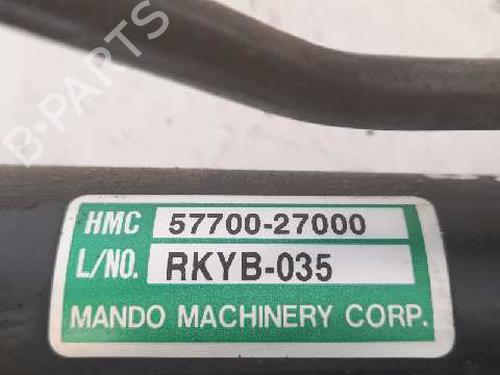 B-PARTS
HMC 57700-27000
L/NO. RKYB-035
MANDO MACHINERY CORP.